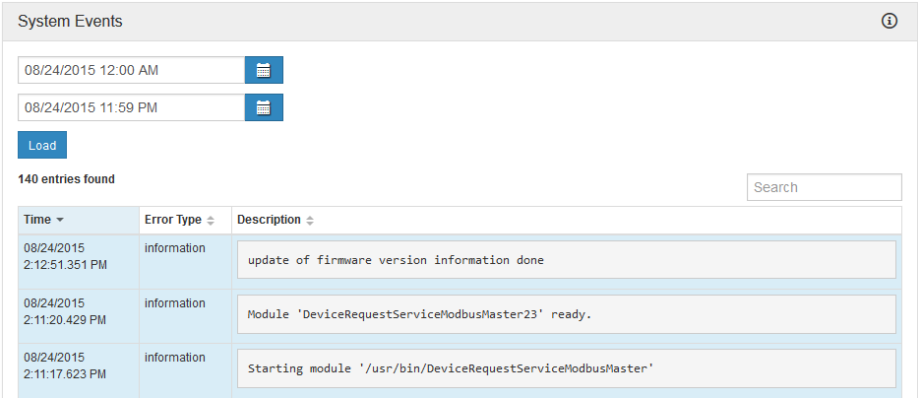 System Events
08/24/2015 12:00 AM
08/24/2015 11:59 PM
Load
140 entries found
Search
Time Error Type Description
08/24/2015 information
2:12:51.351 PM
update of firmware version information done
08/24/2015 information
2:11:20.429 PM
Module 'DeviceRequestServiceModbusMaster23' ready.
08/24/2015 information
2:11:17.623 PM
Starting module '/usr/bin/DeviceRequestServiceModbusMaster'